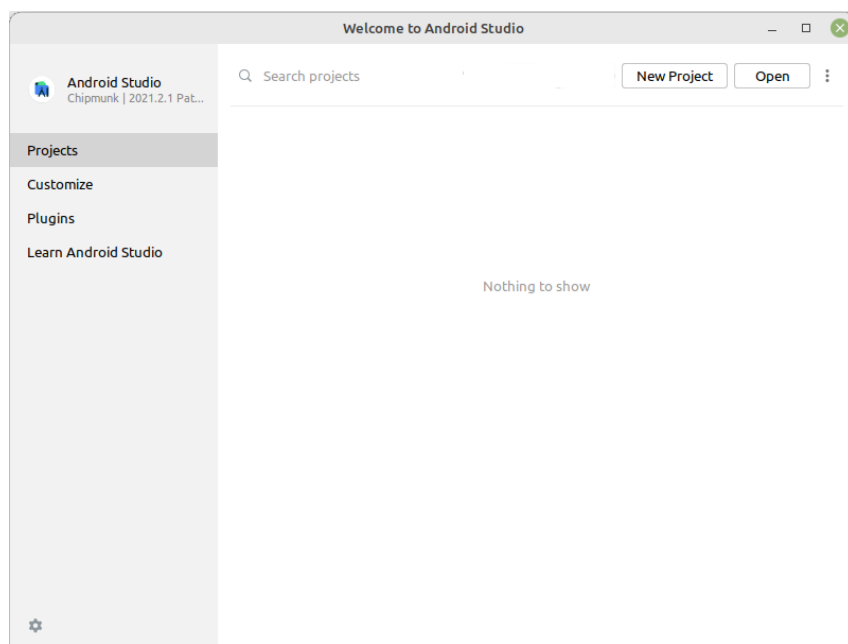 Welcome to Android Studio
Android Studio
Chipmunk | 2021.2.1 Pat...
Search projects
New Project
Open
Projects
Customize
Plugins
Learn Android Studio
Nothing to show